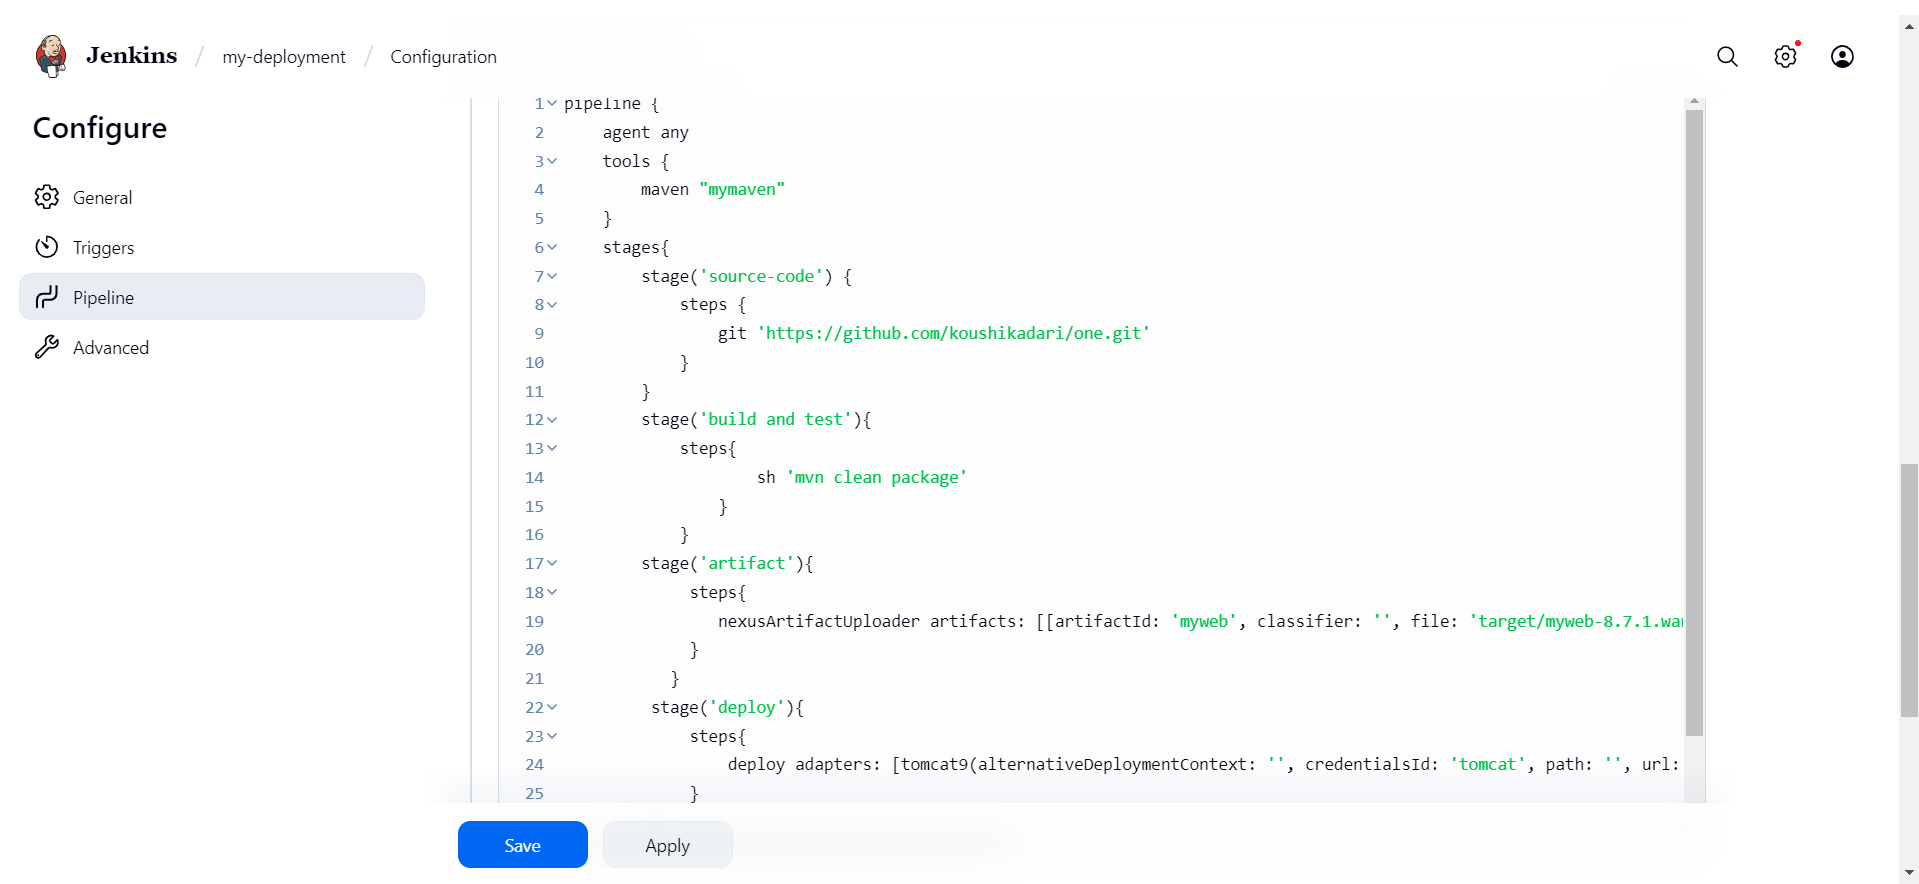 Jenkins / my-deployment / Configuration
Configure
General
Triggers
Pipeline
Advanced
1 pipeline {
2 agent any
3 tools {
4 maven "mymaven"
5 }
6 stages{
7 stage('source-code') {
8 steps {
9 git 'https://github.com/koushikadari/one.git'
10 }
11 }
12 stage('build and test'){
13 steps{
14 sh 'mvn clean package'
15 }
16 }
17 stage('artifact'){
18 steps{
19 nexusArtifactUploader artifacts: [[artifactId: 'myweb', classifier: '', file: 'target/myweb-8.7.1.war
20 }
21 }
22 stage('deploy'){
23 steps{
24 deploy adapters: [tomcat9(alternativeDeploymentContext: '', credentialsId: 'tomcat', path: '', url:
25 }
Save
Apply